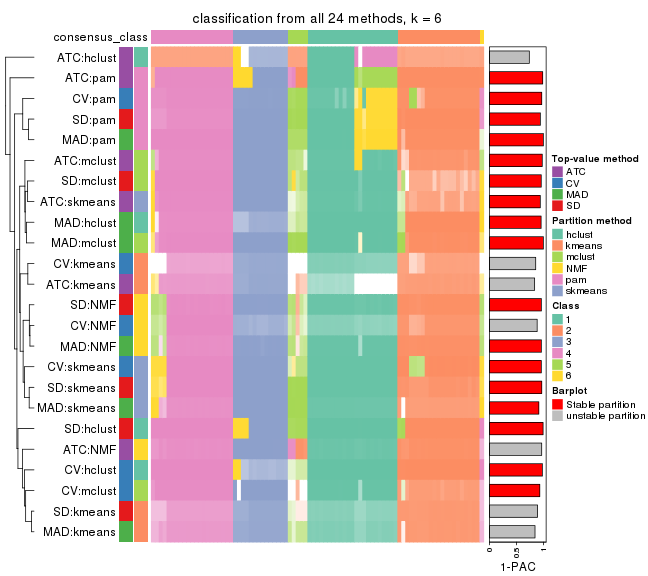 classification from all 24 methods, k = 6
consensus_class
ATC:hclust
ATC:pam
CV:pam
SD:pam
MAD:pam
ATC:mclust
SD:mclust
ATC:skmeans
MAD:hclust
MAD:mclust
CV:kmeans
ATC:kmeans
SD:NMF
CV:NMF
MAD:NMF
CV:skmeans
SD:skmeans
MAD:skmeans
SD:hclust
ATC:NMF
CV:hclust
CV:mclust
SD:kmeans
MAD:kmeans
0
0.5
1
1-PAC
Top-value method
ATC
CV
MAD
SD
Partition method
hclust
kmeans
mclust
NMF
pam
skmeans
Class
1
2
3
4
5
6
Barplot
Stable partition
unstable partition